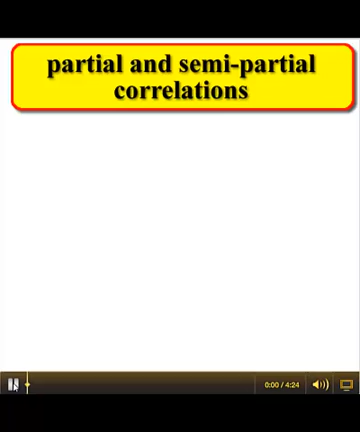 partial and semi-partial
correlations
0:00 / 4:24